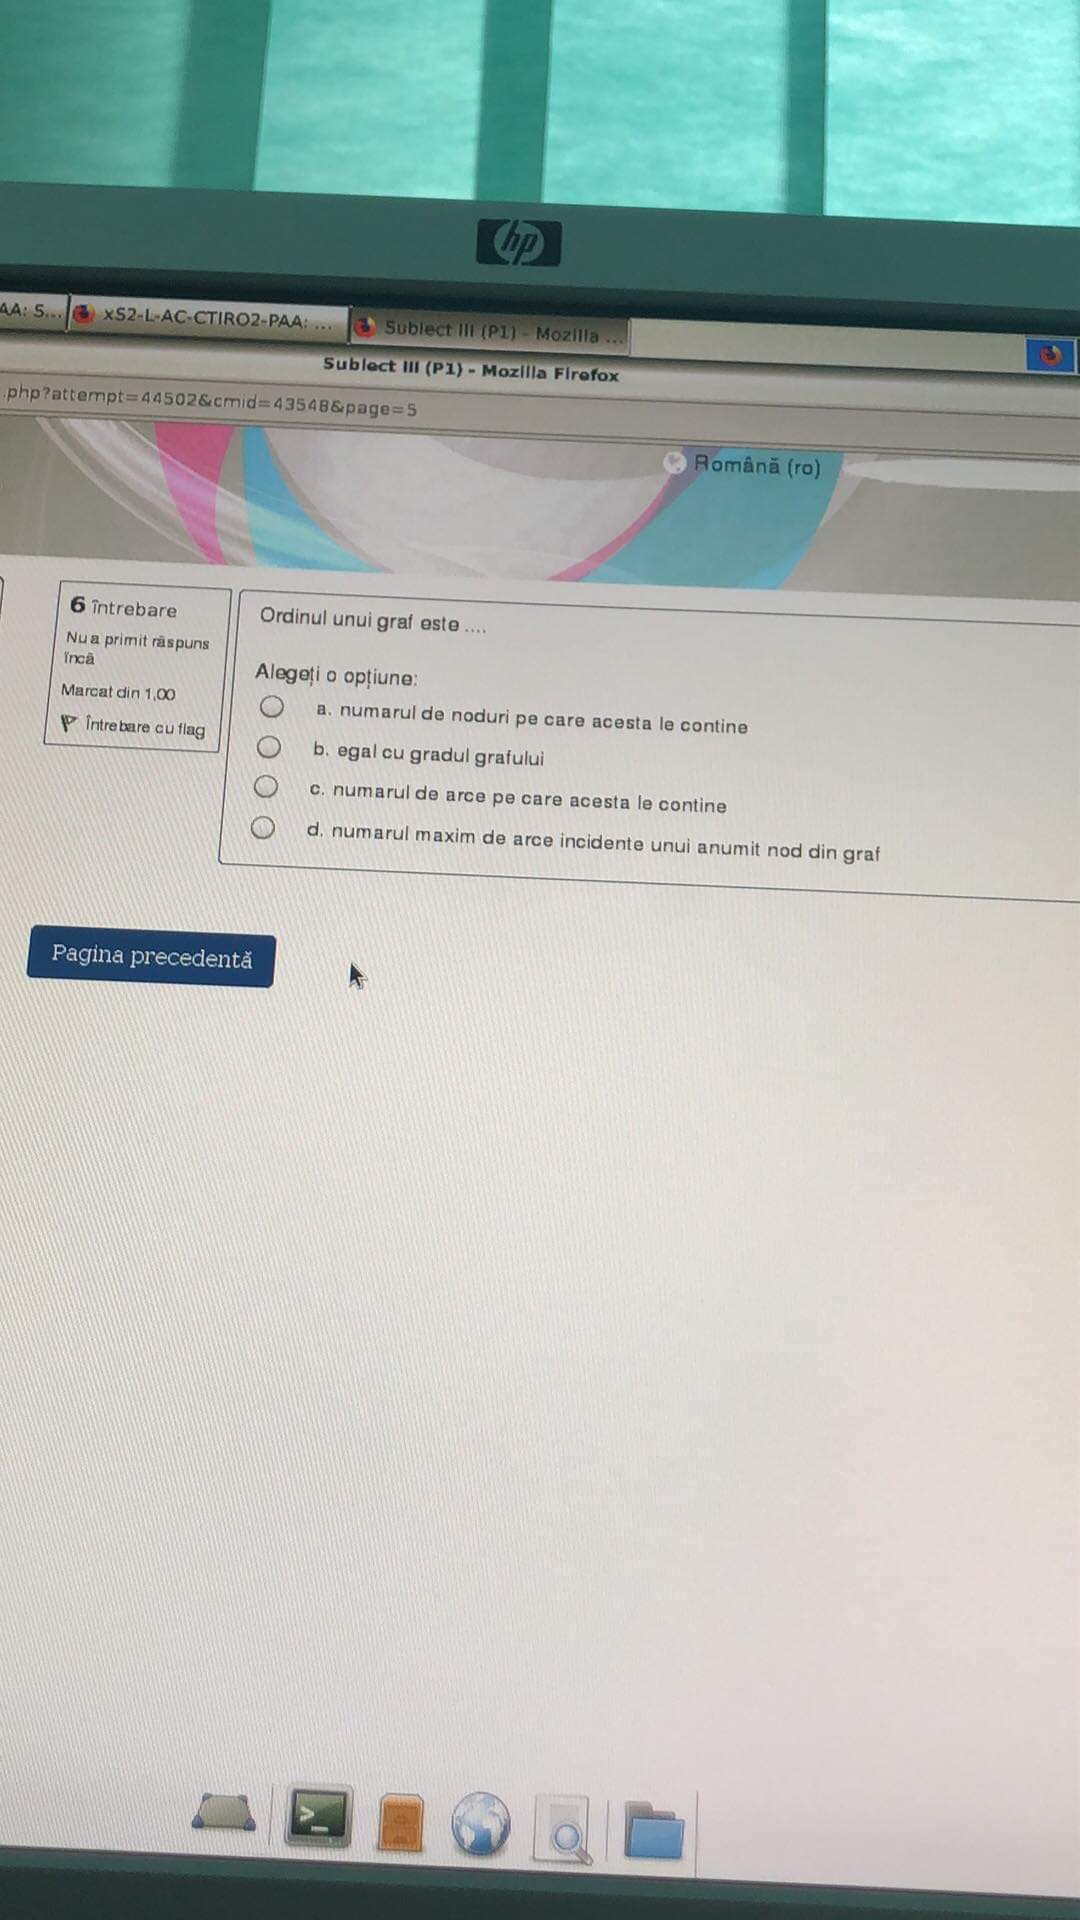 hp
AA: S... xS2-L-AC-CTIRO2-PAA: ... Subiect III (P1) - Mozilla ...
Subiect III (P1) - Mozilla Firefox
.php?attempt=44502&cmid=43548&page=5
Română (ro)
6 întrebare
Nu a primit răspuns
încă
Marcat din 1,00
Întrebare cu flag
Ordinul unui graf este ....
Alegeți o opțiune:
a. numarul de noduri pe care acesta le contine
b. egal cu gradul grafului
c. numarul de arce pe care acesta le contine
d. numarul maxim de arce incidente unui anumit nod din graf
Pagina precedentă
>_